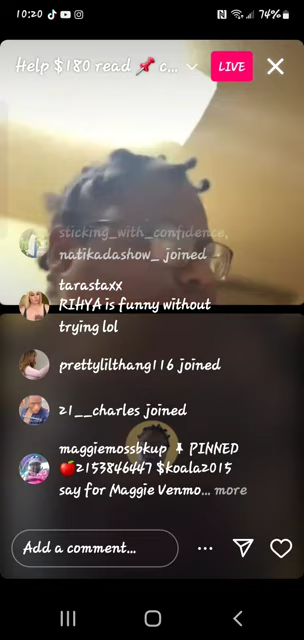 10:20
74%
Help $180 read 📌 c...
LIVE
sticking_with_confidence,
natikadashow_ joined
tarastaxx
RIHYA is funny without
trying lol
prettylilthang116 joined
21__charles joined
maggiemossbkup 📌 PINNED
🍎2153846447 $koala2015
say for Maggie Venmo... more
Add a comment...